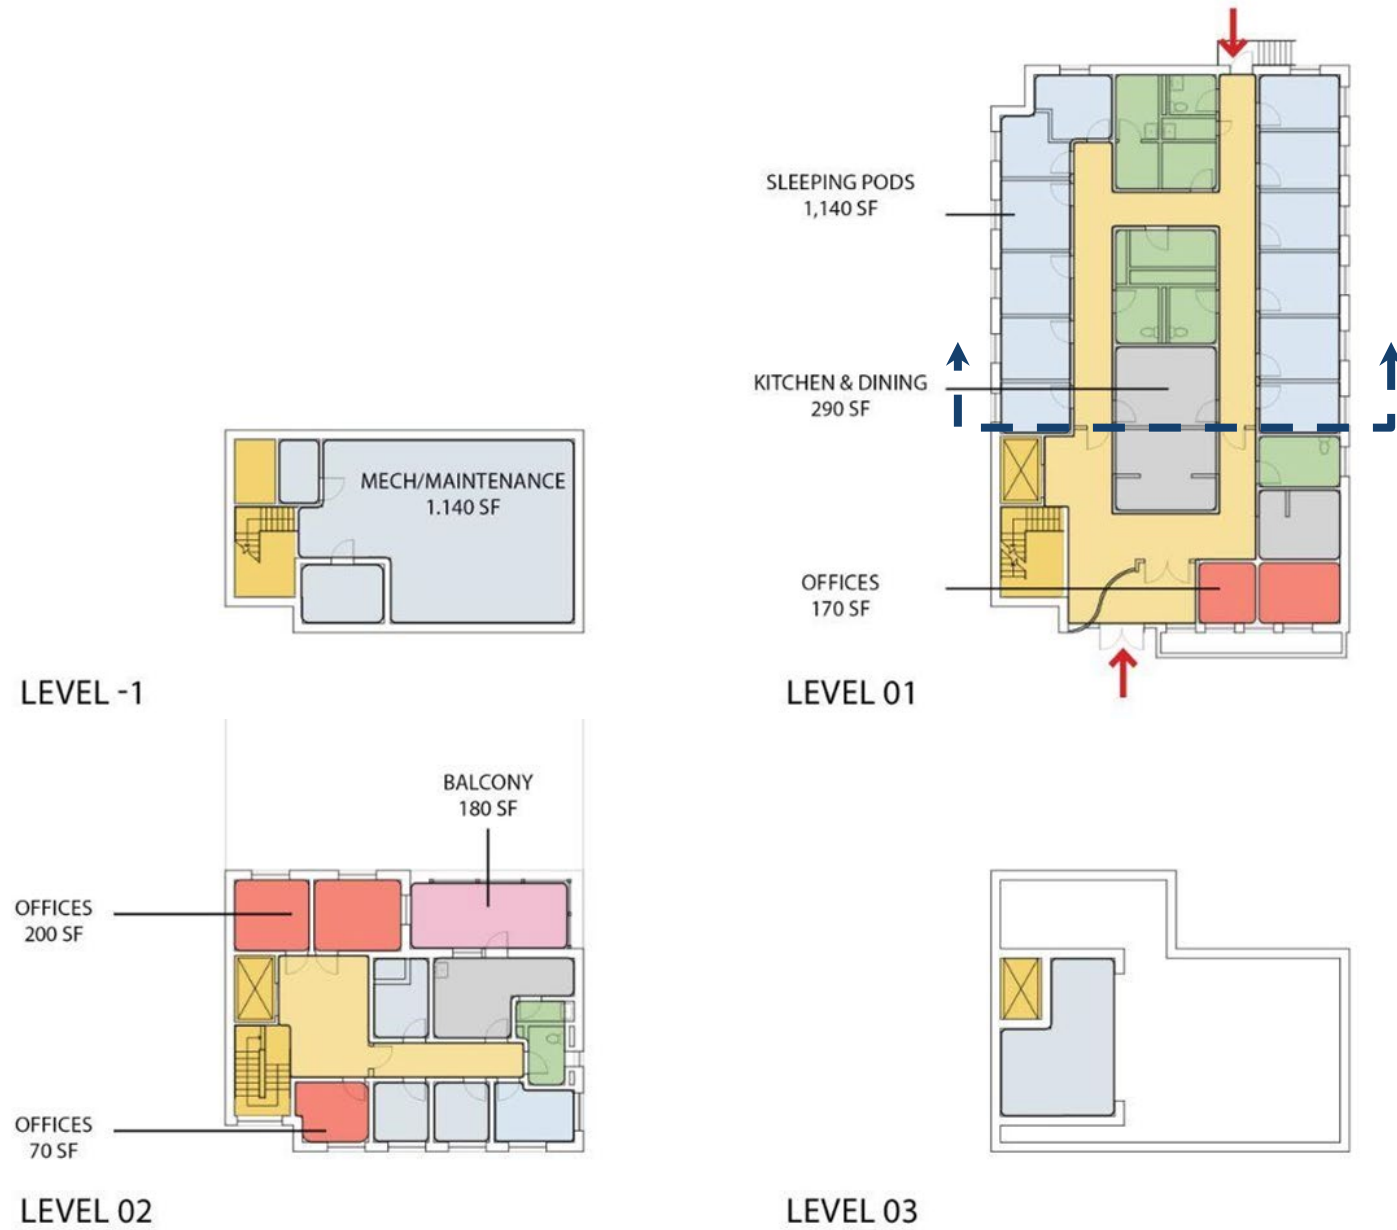 SLEEPING PODS
1,140 SF
KITCHEN & DINING
290 SF
MECH/MAINTENANCE
1.140 SF
OFFICES
170 SF
LEVEL -1
LEVEL 01
BALCONY
180 SF
OFFICES
200 SF
OFFICES
70 SF
LEVEL 02
LEVEL 03